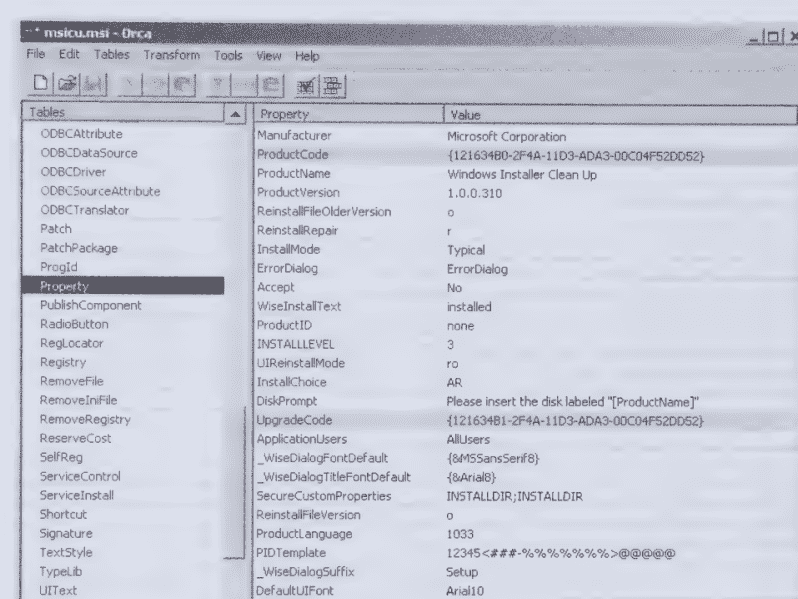 msicu.msi - Orca
File Edit Tables Transform Tools View Help
Tables
ODBCAttribute
ODBCDataSource
ODBCDriver
ODBCSourceAttribute
ODBCTranslator
Patch
PatchPackage
ProgId
Property
PublishComponent
RadioButton
RegLocator
Registry
RemoveFile
RemoveIniFile
RemoveRegistry
ReserveCost
SelfReg
ServiceControl
ServiceInstall
Shortcut
Signature
TextStyle
TypeLib
UIText
Property Value
Manufacturer Microsoft Corporation
ProductCode {121634B0-2F4A-11D3-ADA3-00C04F52DD52}
ProductName Windows Installer Clean Up
ProductVersion 1.0.0.310
ReinstallFileOlderVersion o
ReinstallRepair r
InstallMode Typical
ErrorDialog ErrorDialog
Accept No
WiseInstallText installed
ProductID none
INSTALLLEVEL 3
UIReinstallMode ro
InstallChoice AR
DiskPrompt Please insert the disk labeled "[ProductName]"
UpgradeCode {121634B1-2F4A-11D3-ADA3-00C04F52DD52}
ApplicationUsers AllUsers
_WiseDialogFontDefault {&MSSansSerif8}
_WiseDialogTitleFontDefault {&Arial8}
SecureCustomProperties INSTALLDIR;INSTALLDIR
ReinstallFileVersion o
ProductLanguage 1033
PIDTemplate 12345<###-%%%%%%%>@@@@@
_WiseDialogSuffix Setup
DefaultUIFont Arial10